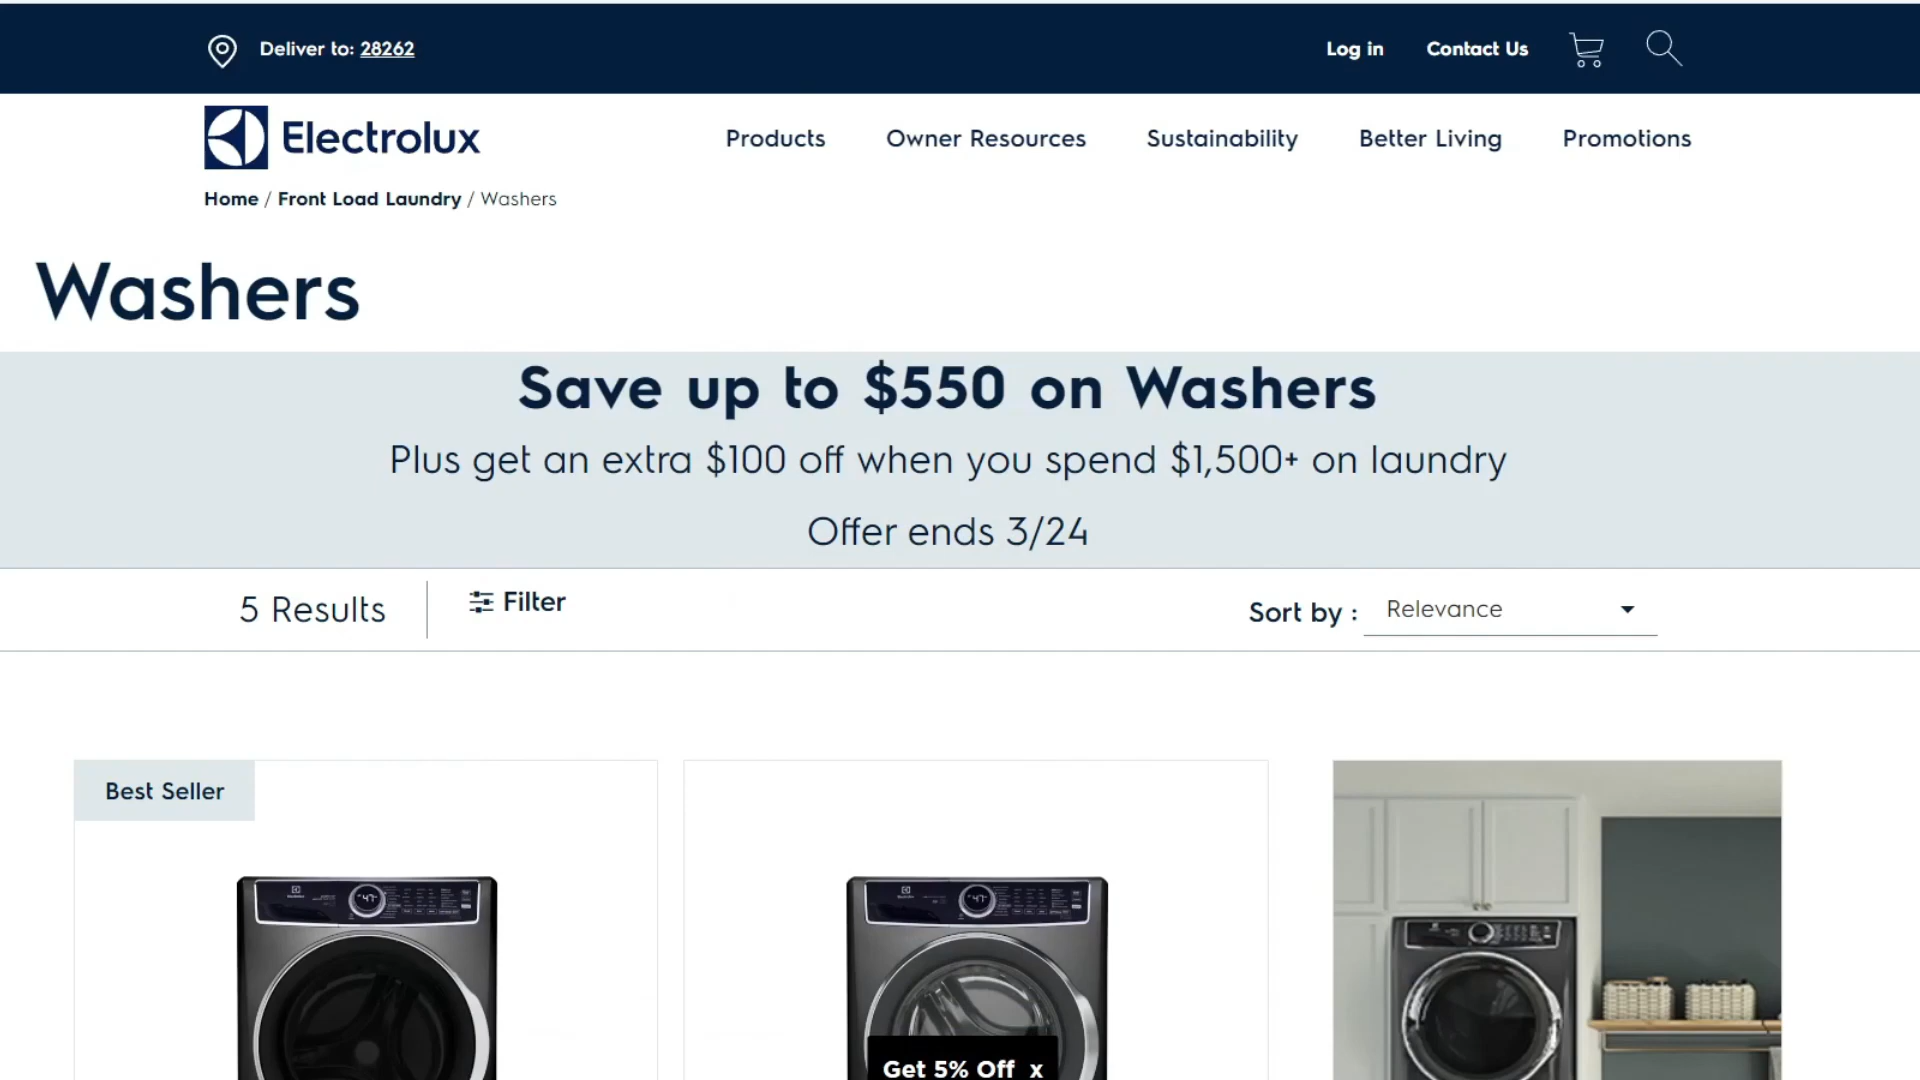 Deliver to: 28262
Log in
Contact Us
Electrolux
Products
Owner Resources
Sustainability
Better Living
Promotions
Home / Front Load Laundry / Washers
Washers
Save up to $550 on Washers
Plus get an extra $100 off when you spend $1,500+ on laundry
Offer ends 3/24
5 Results
Filter
Sort by :
Relevance
Best Seller
Get 5% Off x